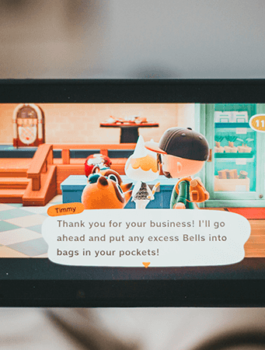 Timmy
Thank you for your business! I'll go
ahead and put any excess Bells into
bags in your pockets!